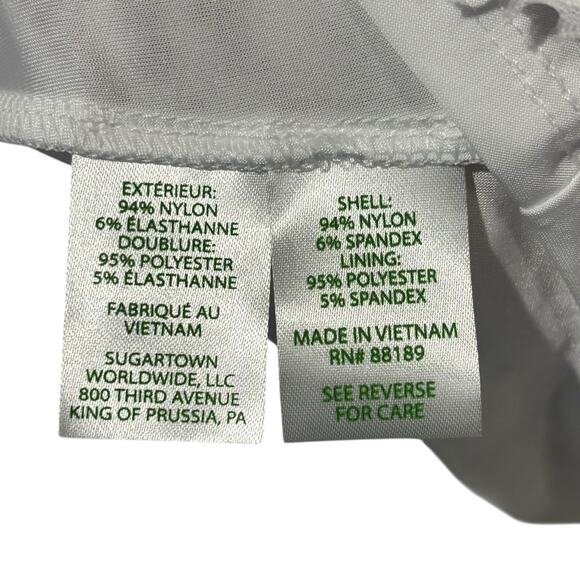 EXTÉRIEUR:
94% NYLON
6% ÉLASTHANNE
DOUBLURE:
95% POLYESTER
5% ÉLASTHANNE
FABRIQUÉ AU
VIETNAM
SUGARTOWN
WORLDWIDE, LLC
800 THIRD AVENUE
KING OF PRUSSIA, PA
SHELL:
94% NYLON
6% SPANDEX
LINING:
95% POLYESTER
5% SPANDEX
MADE IN VIETNAM
RN# 88189
SEE REVERSE
FOR CARE